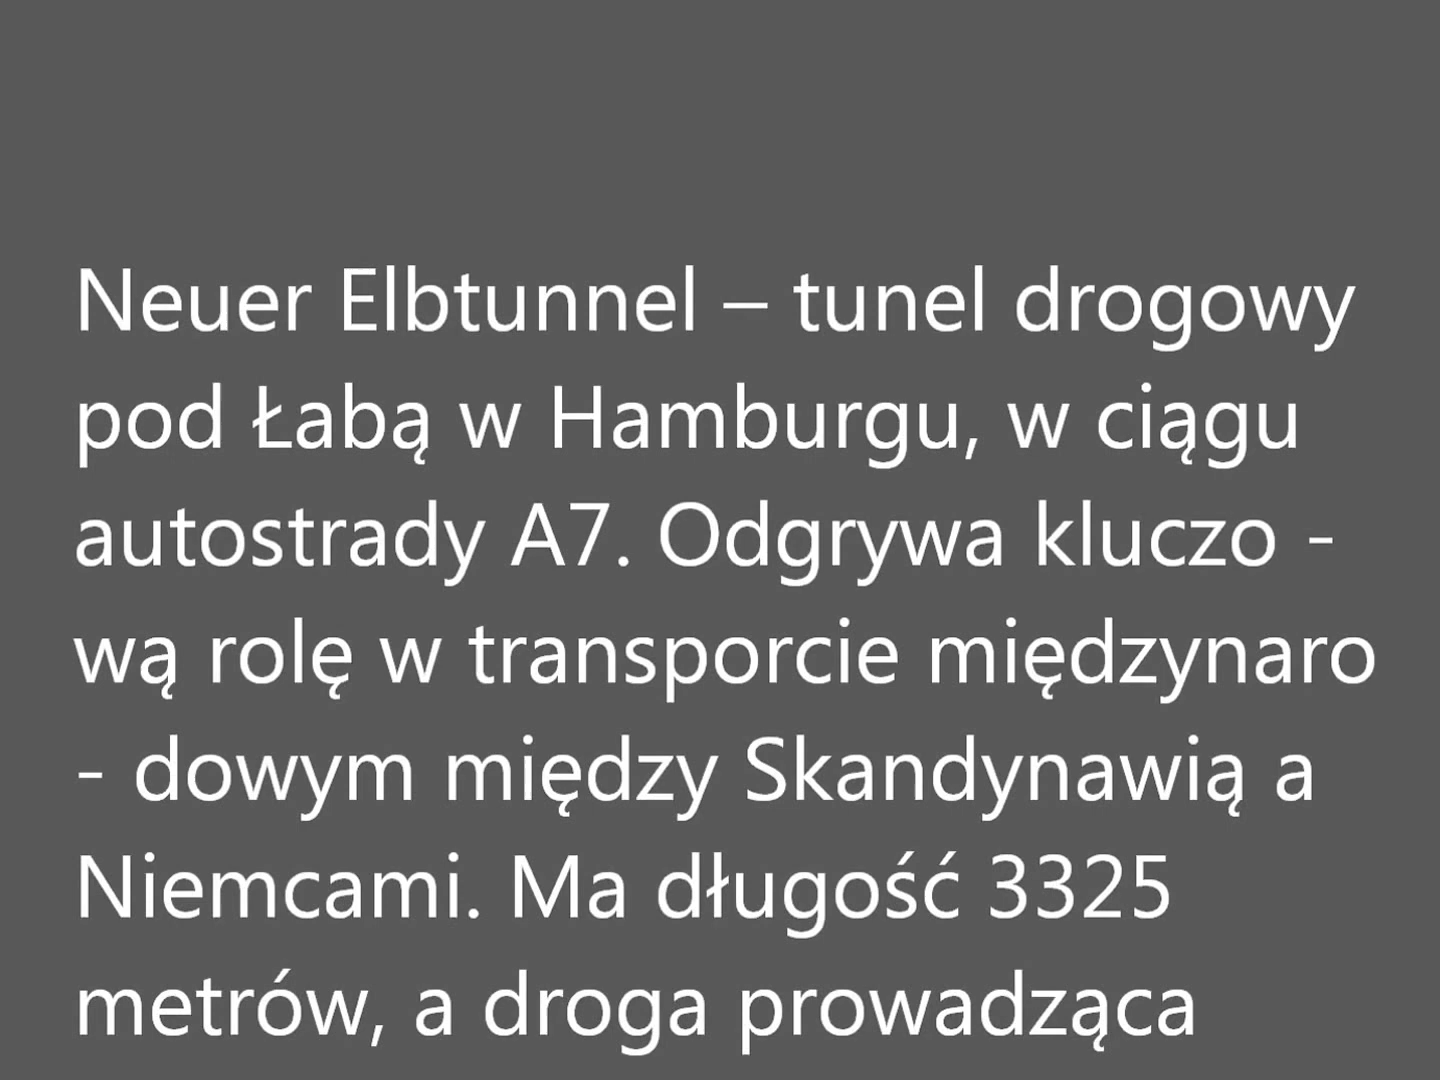 Neuer Elbtunnel – tunel drogowy
pod Łabą w Hamburgu, w ciągu
autostrady A7. Odgrywa kluczo -
wą rolę w transporcie międzynaro
- dowym między Skandynawią a
Niemcami. Ma długość 3325
metrów, a droga prowadząca